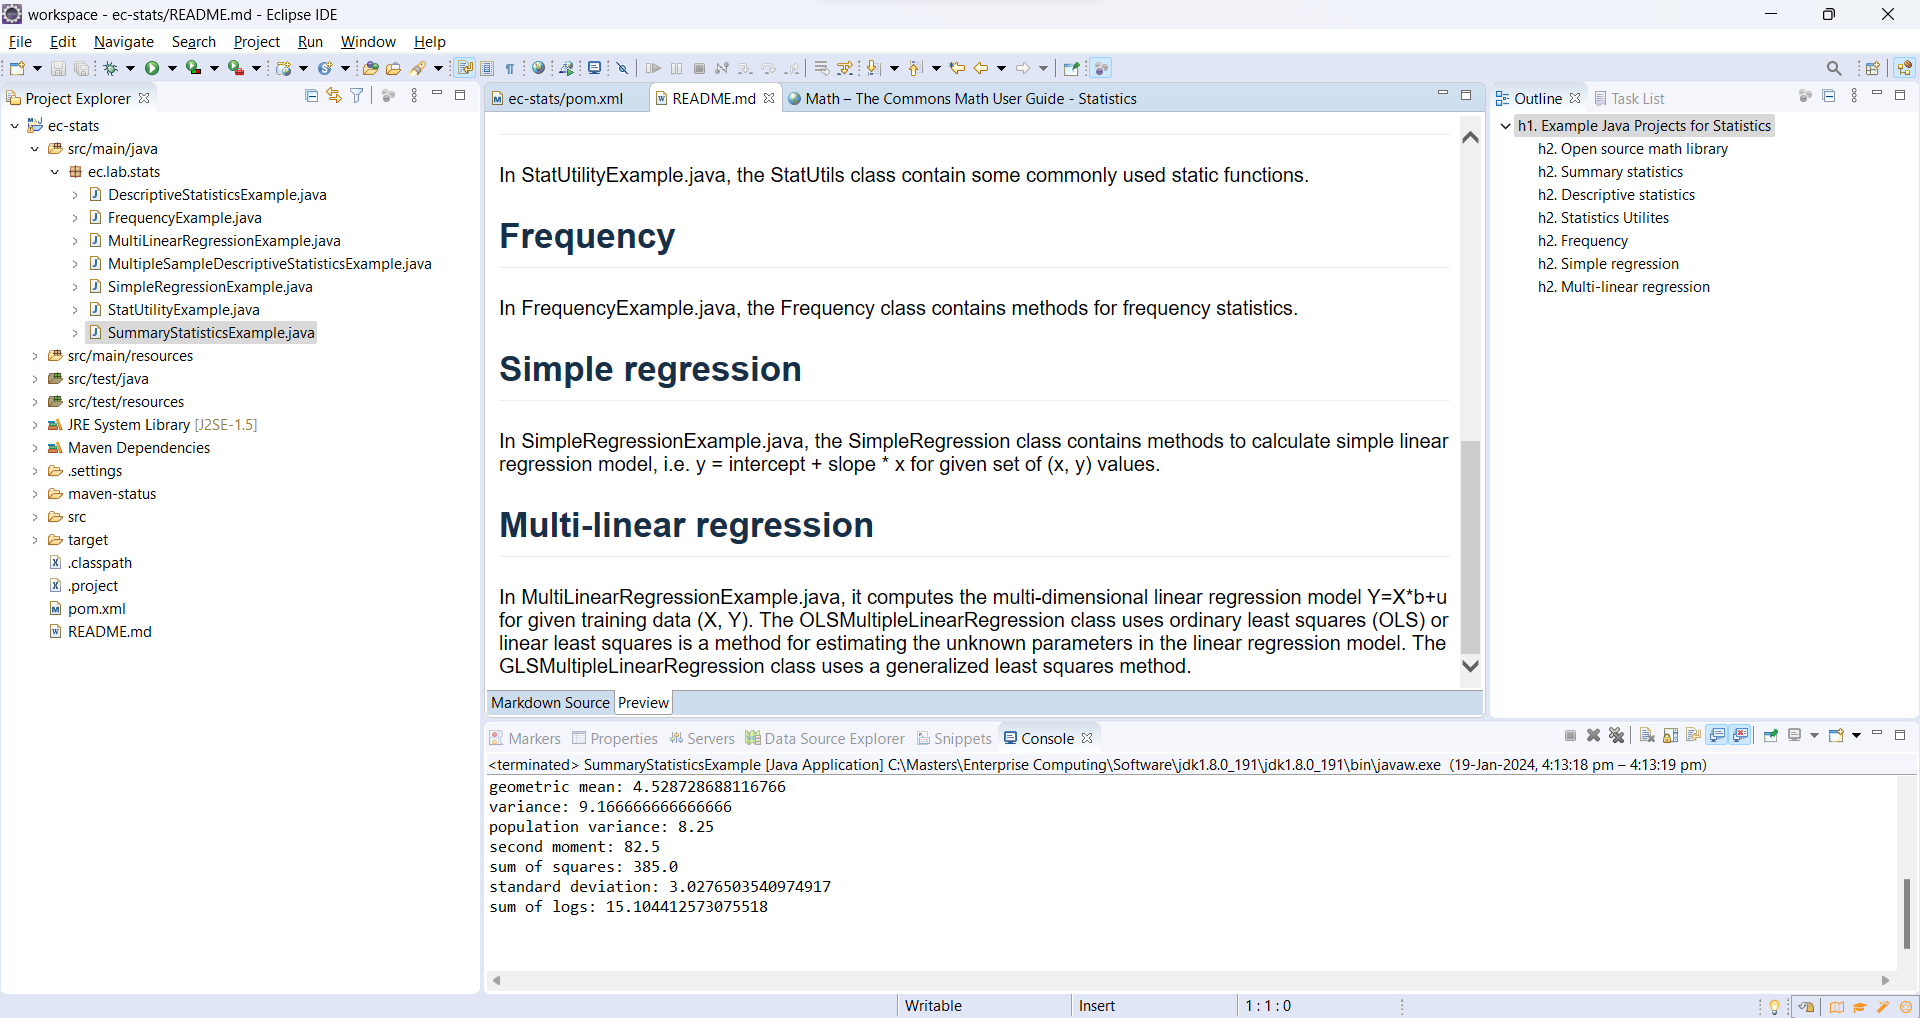 workspace - ec-stats/README.md - Eclipse IDE
File Edit Navigate Search Project Run Window Help
Project Explorer
ec-stats
src/main/java
ec.lab.stats
DescriptiveStatisticsExample.java
FrequencyExample.java
MultiLinearRegressionExample.java
MultipleSampleDescriptiveStatisticsExample.java
SimpleRegressionExample.java
StatUtilityExample.java
SummaryStatisticsExample.java
src/main/resources
src/test/java
src/test/resources
JRE System Library [J2SE-1.5]
Maven Dependencies
.settings
maven-status
src
target
.classpath
.project
pom.xml
README.md
ec-stats/pom.xml README.md Math – The Commons Math User Guide - Statistics
In StatUtilityExample.java, the StatUtils class contain some commonly used static functions.
Frequency
In FrequencyExample.java, the Frequency class contains methods for frequency statistics.
Simple regression
In SimpleRegressionExample.java, the SimpleRegression class contains methods to calculate simple linear
regression model, i.e. y = intercept + slope * x for given set of (x, y) values.
Multi-linear regression
In MultiLinearRegressionExample.java, it computes the multi-dimensional linear regression model Y=X*b+u
for given training data (X, Y). The OLSMultipleLinearRegression class uses ordinary least squares (OLS) or
linear least squares is a method for estimating the unknown parameters in the linear regression model. The
GLSMultipleLinearRegression class uses a generalized least squares method.
Markdown Source Preview
Outline Task List
h1. Example Java Projects for Statistics
h2. Open source math library
h2. Summary statistics
h2. Descriptive statistics
h2. Statistics Utilites
h2. Frequency
h2. Simple regression
h2. Multi-linear regression
Markers Properties Servers Data Source Explorer Snippets Console
<terminated> SummaryStatisticsExample [Java Application] C:\Masters\Enterprise Computing\Software\jdk1.8.0_191\jdk1.8.0_191\bin\javaw.exe (19-Jan-2024, 4:13:18 pm – 4:13:19 pm)
geometric mean: 4.528728688116766
variance: 9.166666666666666
population variance: 8.25
second moment: 82.5
sum of squares: 385.0
standard deviation: 3.0276503540974917
sum of logs: 15.104412573075518
Writable Insert 1 : 1 : 0